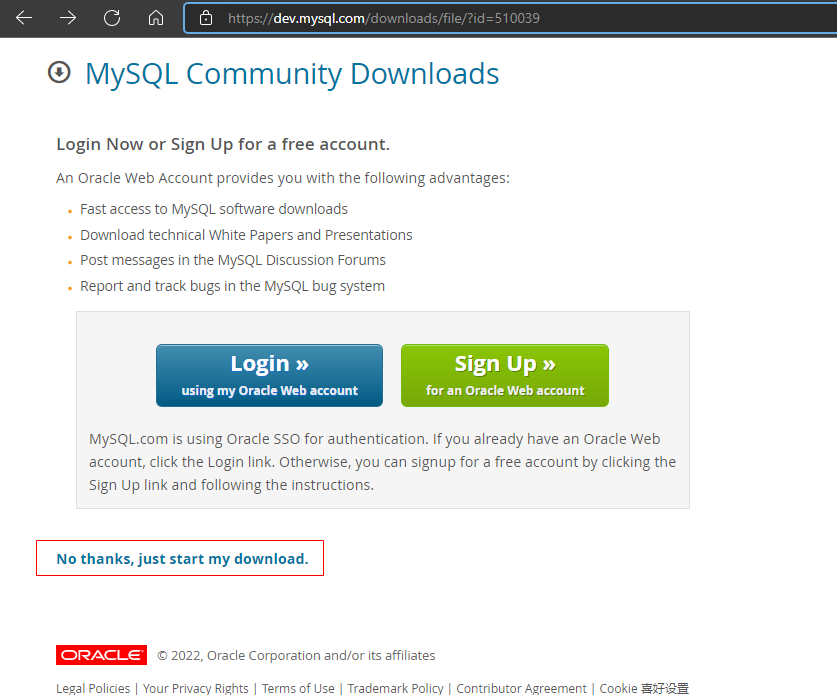 https://dev.mysql.com/downloads/file/?id=510039
MySQL Community Downloads
Login Now or Sign Up for a free account.
An Oracle Web Account provides you with the following advantages:
Fast access to MySQL software downloads
Download technical White Papers and Presentations
Post messages in the MySQL Discussion Forums
Report and track bugs in the MySQL bug system
Login »
using my Oracle Web account
Sign Up »
for an Oracle Web account
MySQL.com is using Oracle SSO for authentication. If you already have an Oracle Web
account, click the Login link. Otherwise, you can signup for a free account by clicking the
Sign Up link and following the instructions.
No thanks, just start my download.
ORACLE © 2022, Oracle Corporation and/or its affiliates
Legal Policies | Your Privacy Rights | Terms of Use | Trademark Policy | Contributor Agreement | Cookie 喜好设置